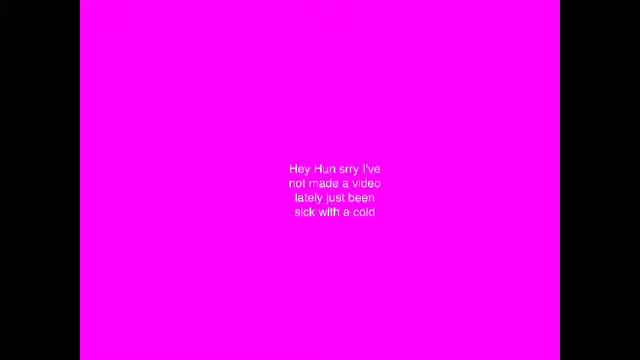 Hey Hun srry I've
not made a video
lately just been
sick with a cold